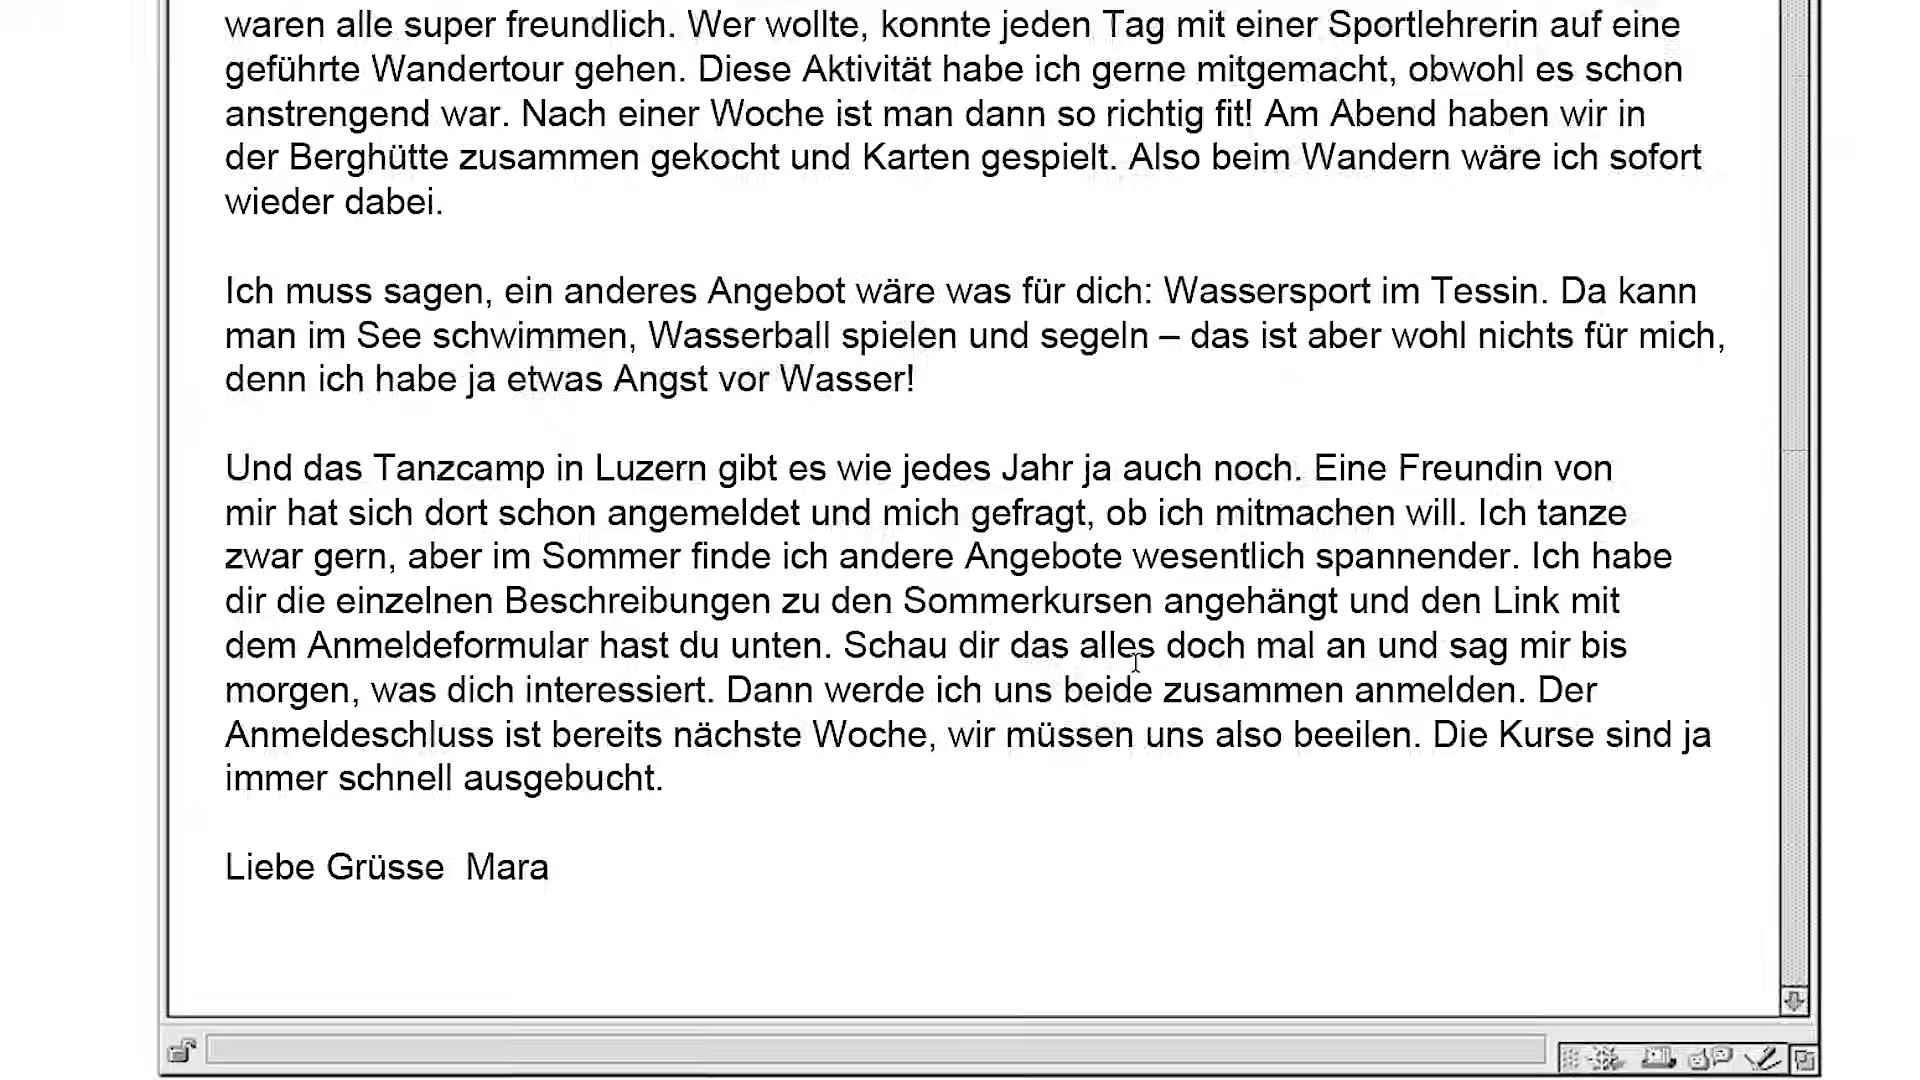 waren alle super freundlich. Wer wollte, konnte jeden Tag mit einer Sportlehrerin auf eine
geführte Wandertour gehen. Diese Aktivität habe ich gerne mitgemacht, obwohl es schon
anstrengend war. Nach einer Woche ist man dann so richtig fit! Am Abend haben wir in
der Berghütte zusammen gekocht und Karten gespielt. Also beim Wandern wäre ich sofort
wieder dabei.
Ich muss sagen, ein anderes Angebot wäre was für dich: Wassersport im Tessin. Da kann
man im See schwimmen, Wasserball spielen und segeln – das ist aber wohl nichts für mich,
denn ich habe ja etwas Angst vor Wasser!
Und das Tanzcamp in Luzern gibt es wie jedes Jahr ja auch noch. Eine Freundin von
mir hat sich dort schon angemeldet und mich gefragt, ob ich mitmachen will. Ich tanze
zwar gern, aber im Sommer finde ich andere Angebote wesentlich spannender. Ich habe
dir die einzelnen Beschreibungen zu den Sommerkursen angehängt und den Link mit
dem Anmeldeformular hast du unten. Schau dir das alles doch mal an und sag mir bis
morgen, was dich interessiert. Dann werde ich uns beide zusammen anmelden. Der
Anmeldeschluss ist bereits nächste Woche, wir müssen uns also beeilen. Die Kurse sind ja
immer schnell ausgebucht.
Liebe Grüsse  Mara